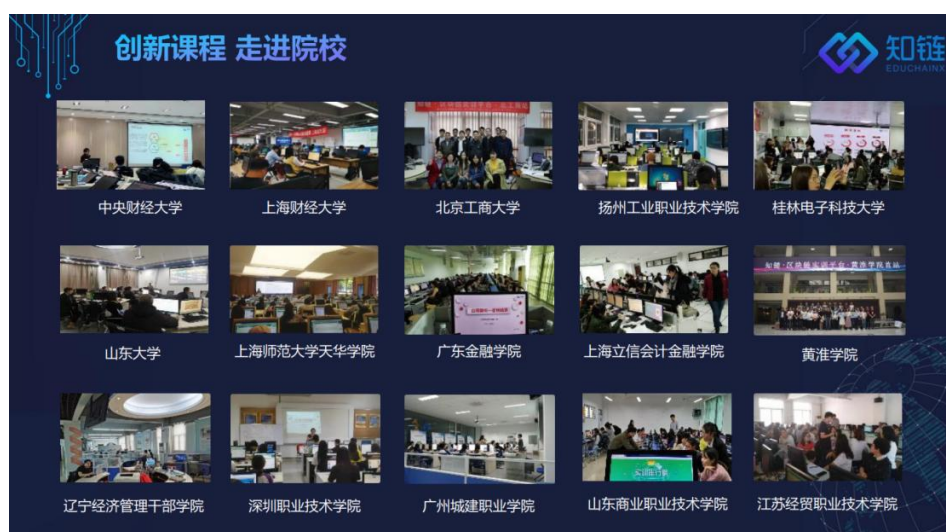 创新课程 走进院校
知链
EDUCHAINX
中央财经大学
上海财经大学
北京工商大学
扬州工业职业技术学院
桂林电子科技大学
山东大学
上海师范大学天华学院
广东金融学院
上海立信会计金融学院
黄淮学院
辽宁经济管理干部学院
深圳职业技术学院
广州城建职业学院
山东商业职业技术学院
江苏经贸职业技术学院